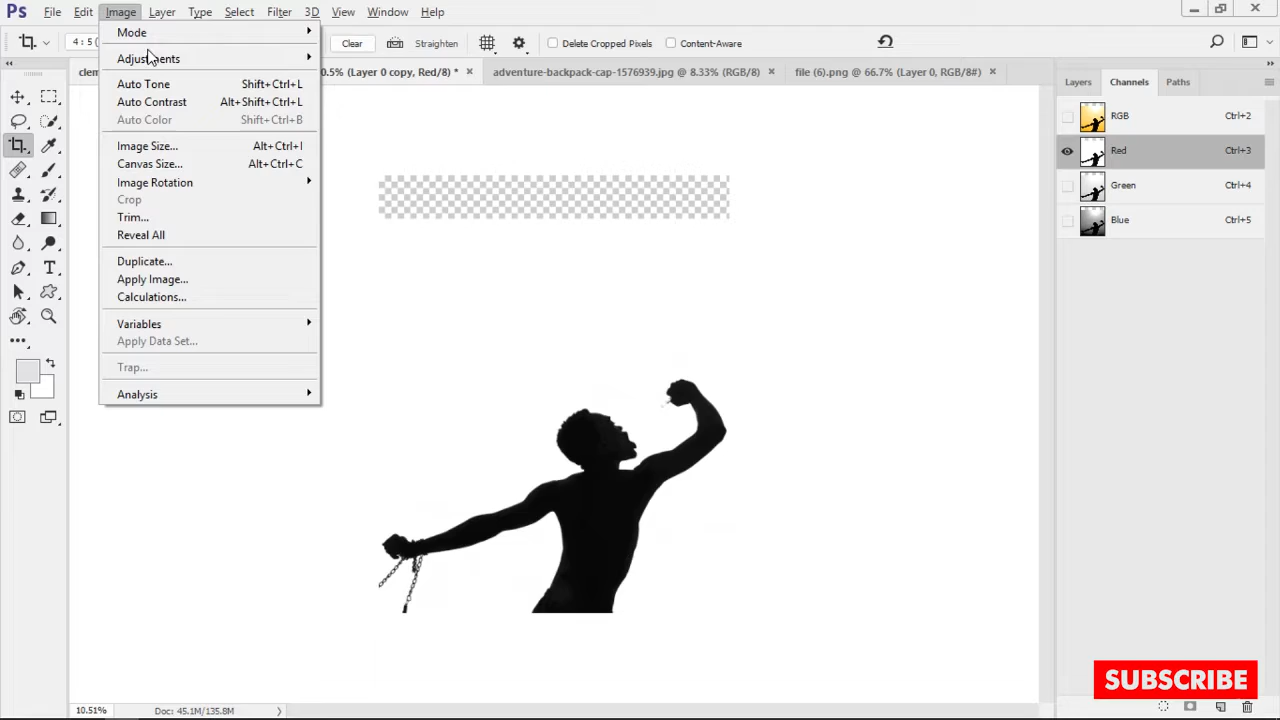 Ps File Edit Image Layer Type Select Filter 3D View Window Help
4 : 5 ( Clear Straighten Delete Cropped Pixels Content-Aware
clem 0.5% (Layer 0 copy, Red/8) * × adventure-backpack-cap-1576939.jpg @ 8.33% (RGB/8) × file (6).png @ 66.7% (Layer 0, RGB/8#) ×
Mode
Adjustments
Auto Tone Shift+Ctrl+L
Auto Contrast Alt+Shift+Ctrl+L
Auto Color Shift+Ctrl+B
Image Size... Alt+Ctrl+I
Canvas Size... Alt+Ctrl+C
Image Rotation
Crop
Trim...
Reveal All
Duplicate...
Apply Image...
Calculations...
Variables
Apply Data Set...
Trap...
Analysis
Layers Channels Paths
RGB Ctrl+2
Red Ctrl+3
Green Ctrl+4
Blue Ctrl+5
SUBSCRIBE
10.51% Doc: 45.1M/135.8M